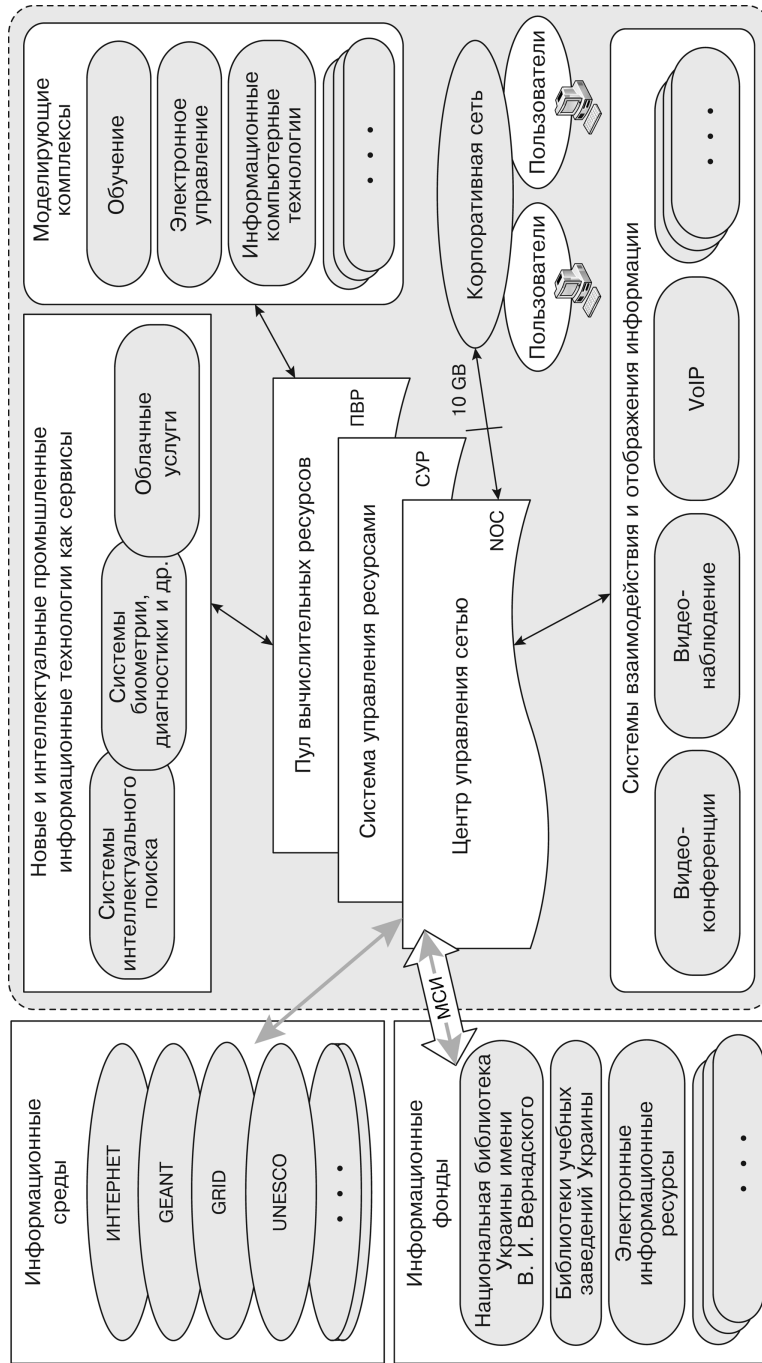 Информационные
среды
ИНТЕРНЕТ
GEANT
GRID
UNESCO
• • •
Информационные
фонды
Национальная библиотека
Украины имени
В. И. Вернадского
Библиотеки учебных
заведений Украины
Электронные
информационные
ресурсы
• • •
МСИ
Новые и интеллектуальные промышленные
информационные технологии как сервисы
Системы
интеллектуального
поиска
Системы
биометрии,
диагностики и др.
Облачные
услуги
Моделирующие
комплексы
Обучение
Электронное
управление
Информационные
компьютерные
технологии
• • •
Пул вычислительных ресурсов
ПВР
Система управления ресурсами
СУР
Центр управления сетью
NOC
10 GB
Корпоративная сеть
Пользователи
Пользователи
Системы взаимодействия и отображения информации
Видео-
конференции
Видео-
наблюдение
VoIP
• • •